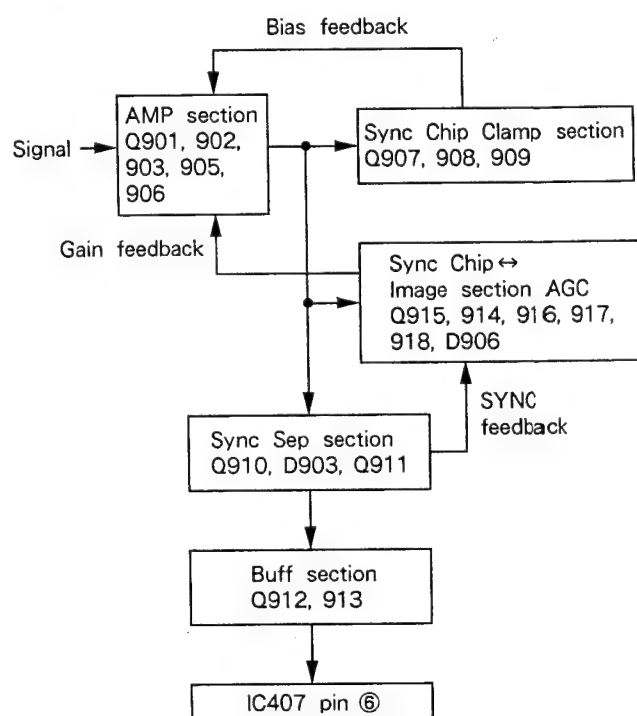 Bias feedback
AMP section
Q901, 902,
903, 905,
906
Signal
Sync Chip Clamp section
Q907, 908, 909
Gain feedback
Sync Chip↔
Image section AGC
Q915, 914, 916, 917,
918, D906
SYNC
feedback
Sync Sep section
Q910, D903, Q911
Buff section
Q912, 913
IC407 pin ⑥